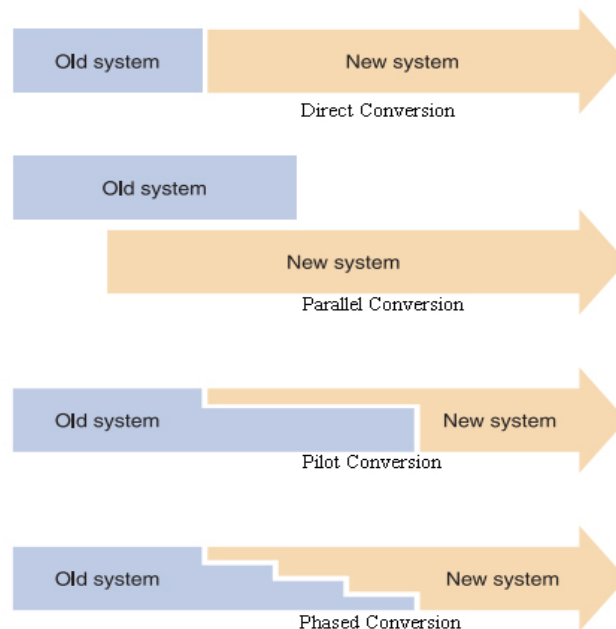 Old system
New system
Direct Conversion
Old system
New system
Parallel Conversion
Old system
New system
Pilot Conversion
Old system
New system
Phased Conversion